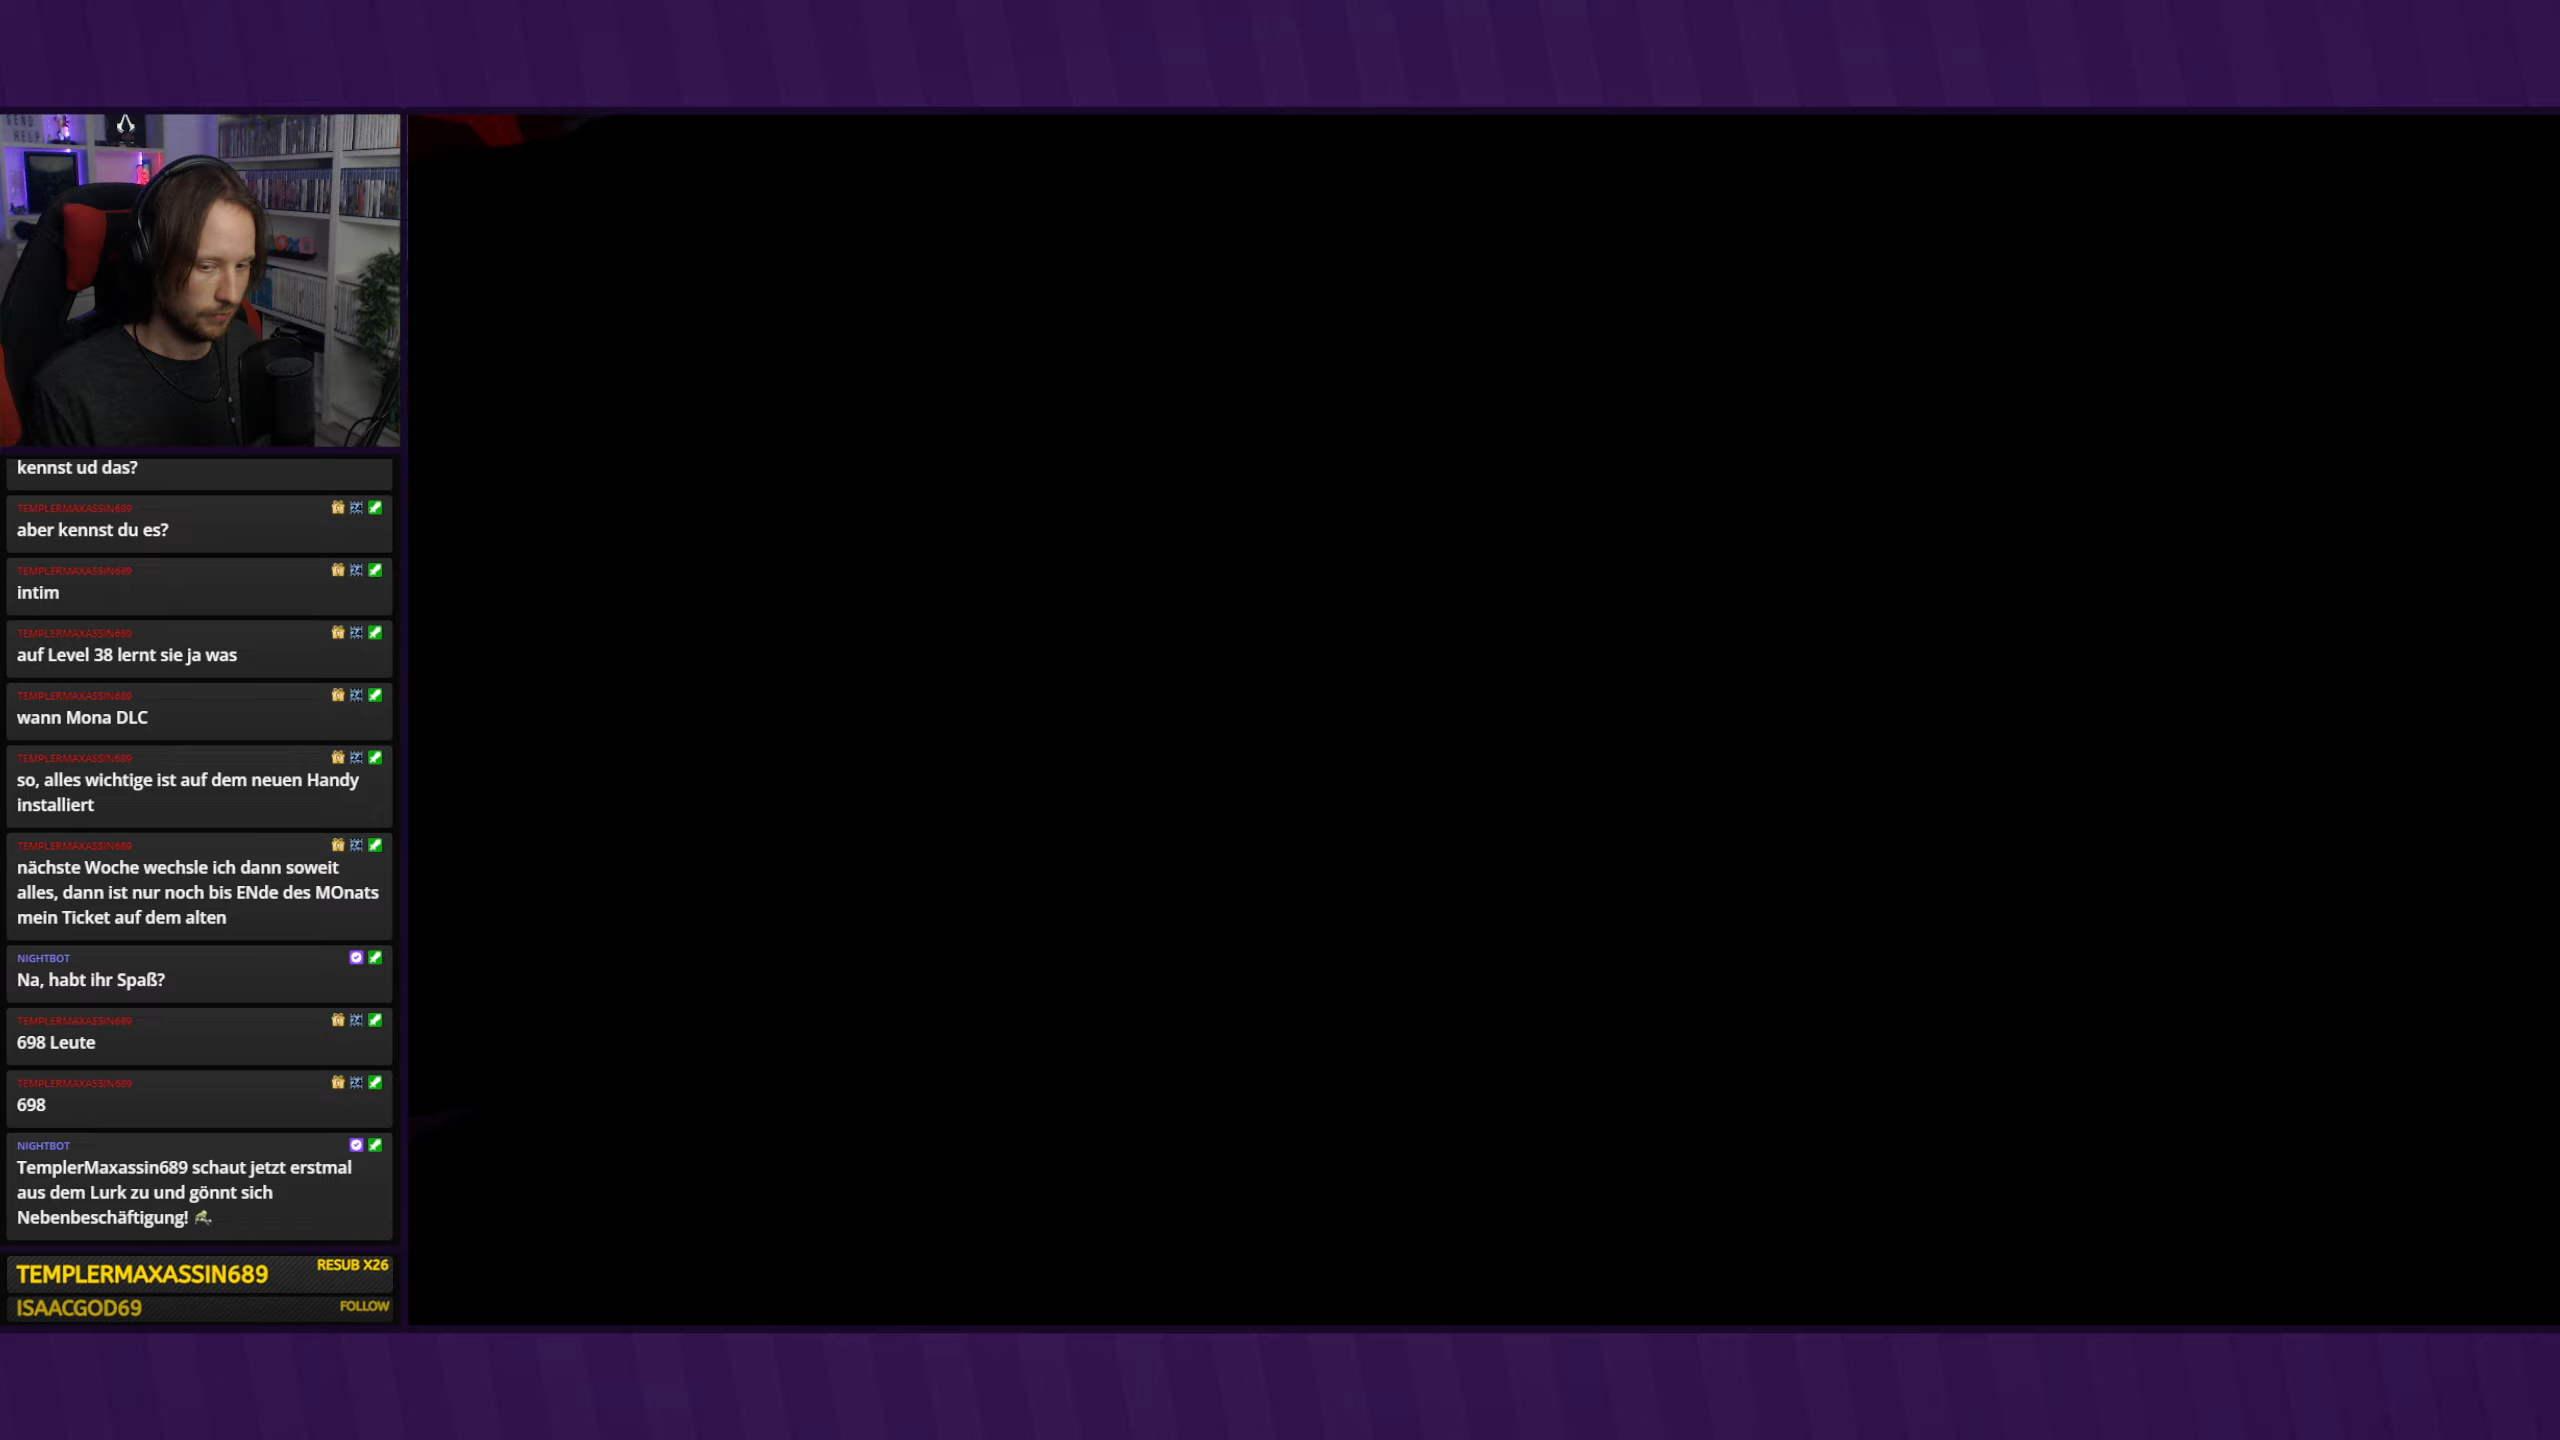 SEND
HELP
kennst ud das?
TEMPLERMAXASSIN689
aber kennst du es?
TEMPLERMAXASSIN689
intim
TEMPLERMAXASSIN689
auf Level 38 lernt sie ja was
TEMPLERMAXASSIN689
wann Mona DLC
TEMPLERMAXASSIN689
so, alles wichtige ist auf dem neuen Handy
installiert
TEMPLERMAXASSIN689
nächste Woche wechsle ich dann soweit
alles, dann ist nur noch bis ENde des MOnats
mein Ticket auf dem alten
NIGHTBOT
Na, habt ihr Spaß?
TEMPLERMAXASSIN689
698 Leute
TEMPLERMAXASSIN689
698
NIGHTBOT
TemplerMaxassin689 schaut jetzt erstmal
aus dem Lurk zu und gönnt sich
Nebenbeschäftigung!
TEMPLERMAXASSIN689 RESUB X26
ISAACGOD69 FOLLOW